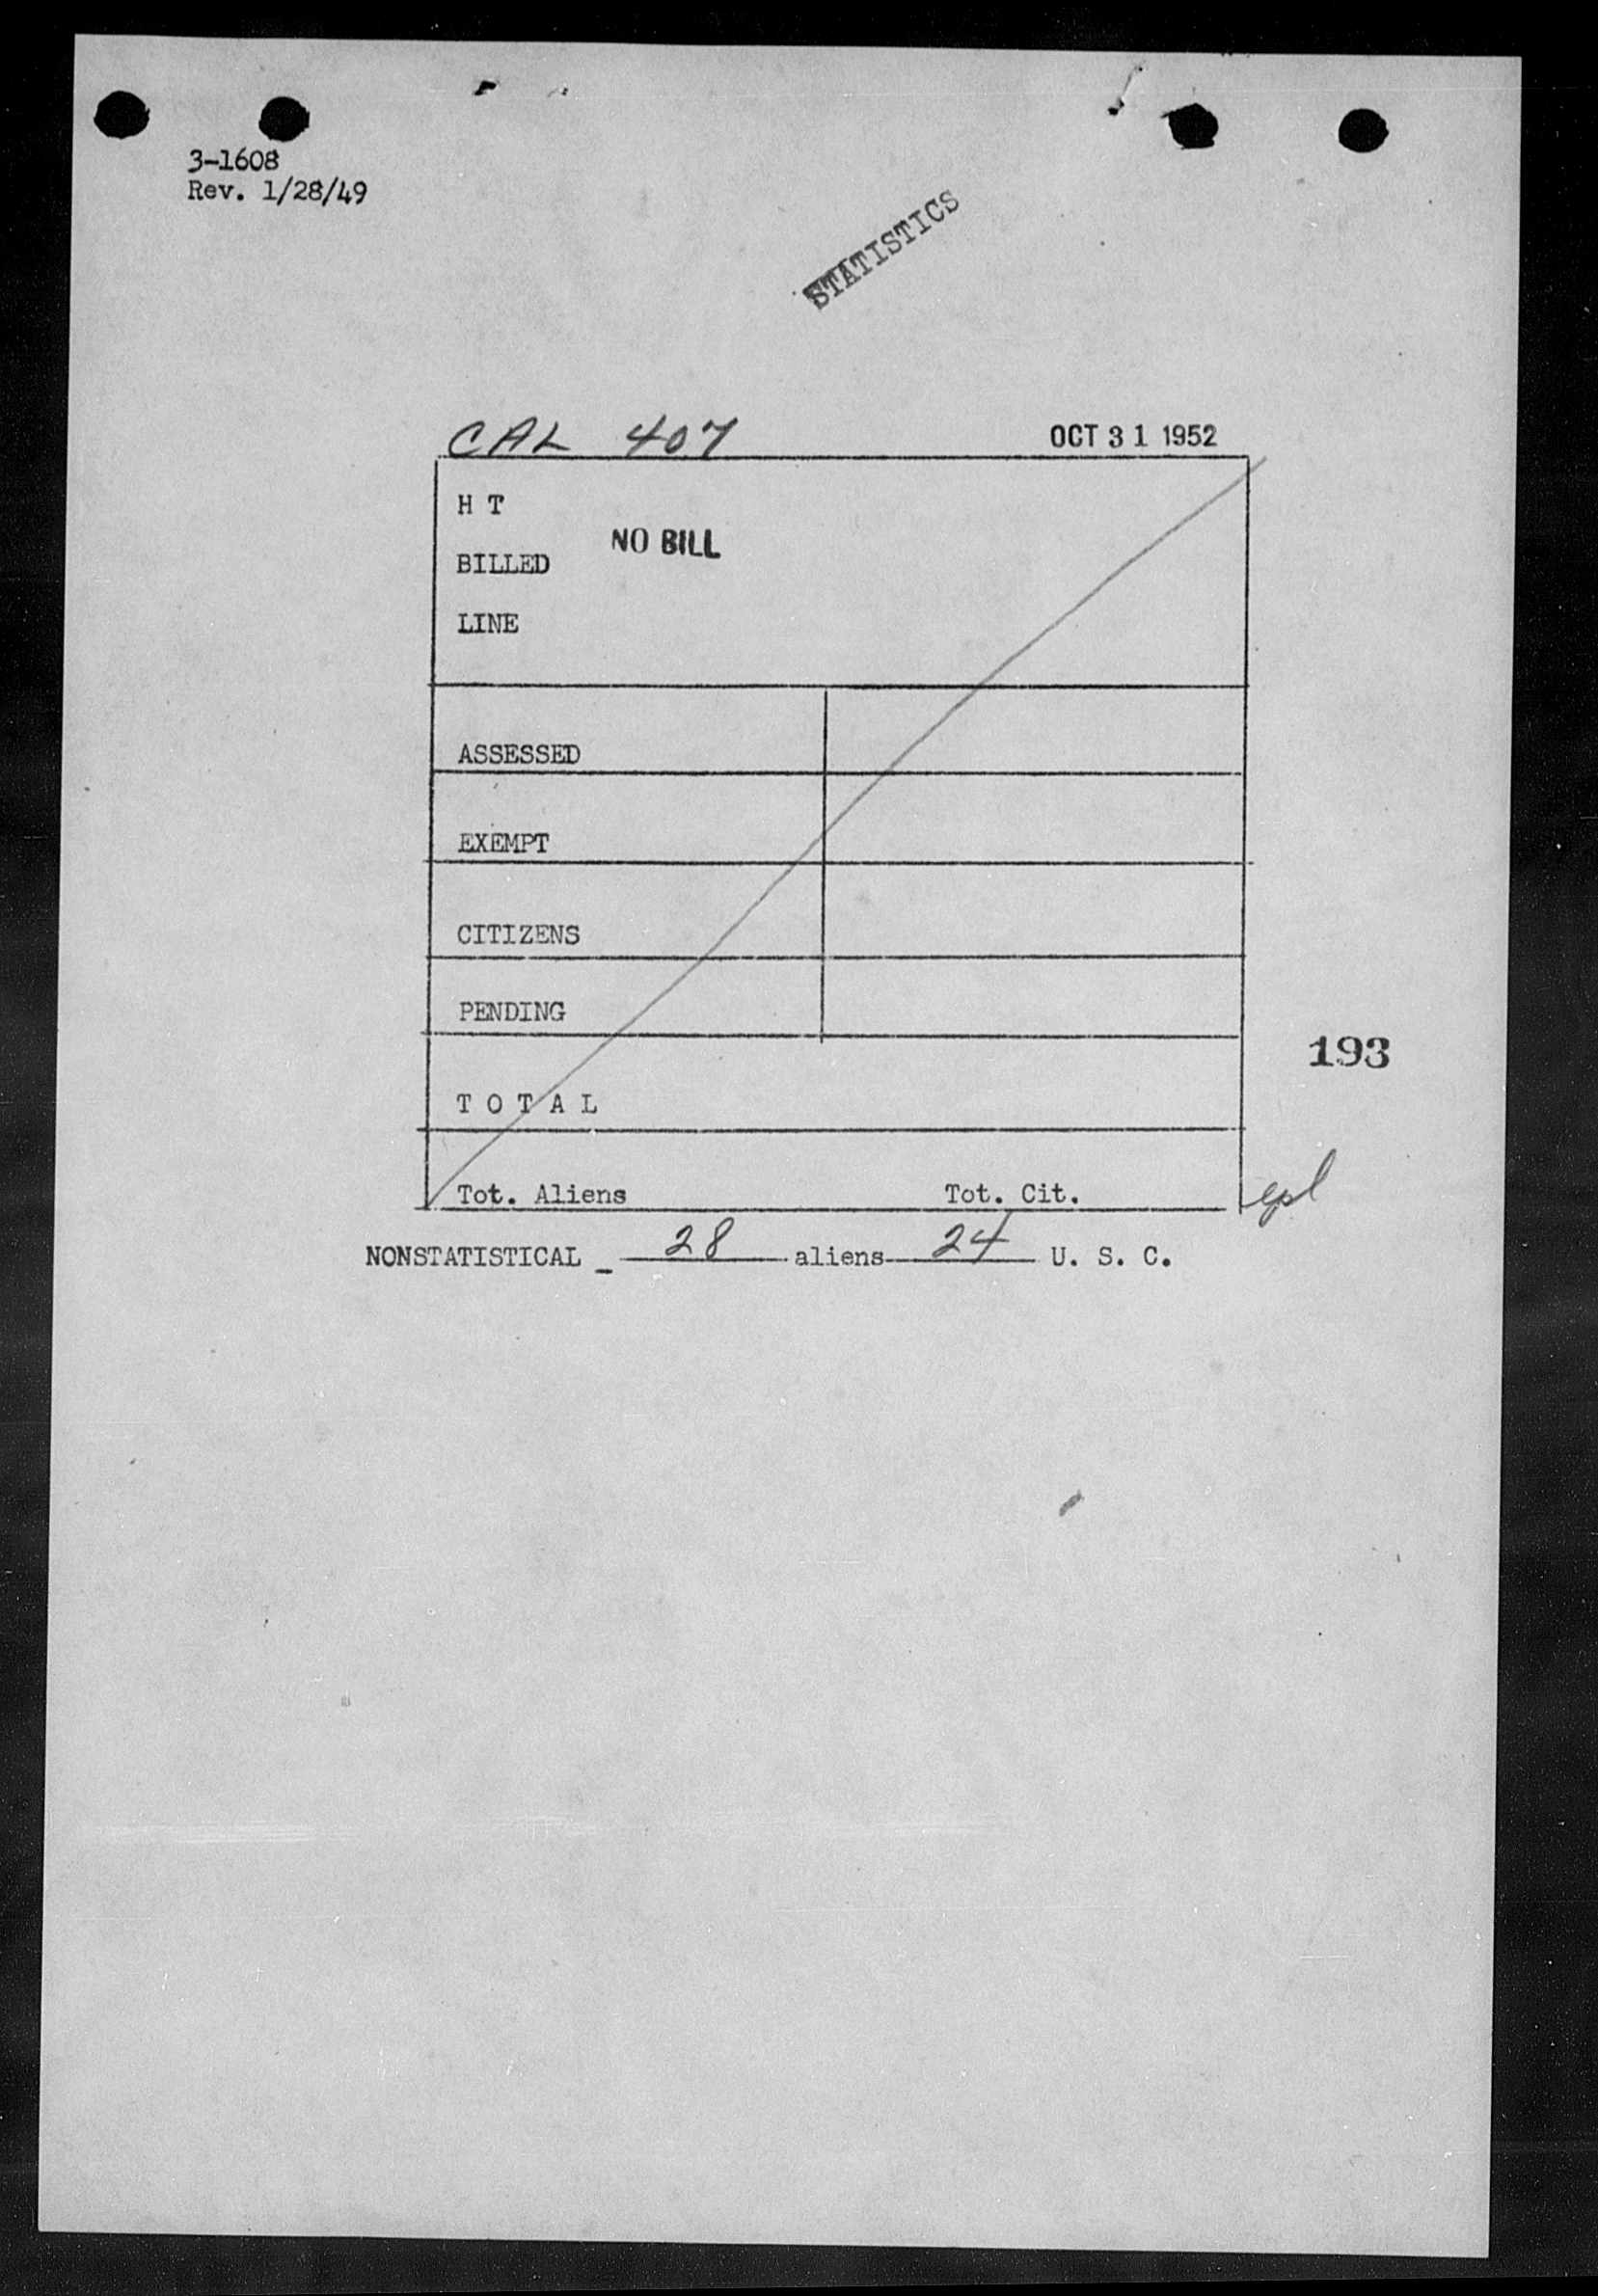 3-1608
Rev. 1/28/49
STATISTICS
CAL 407 OCT 31 1952
H T
NO BILL
BILLED
LINE
ASSESSED
EXEMPT
CITIZENS
PENDING
193
T O T A L
Tot. Aliens Tot. Cit.
NONSTATISTICAL _ 28 aliens 24 U. S. C.